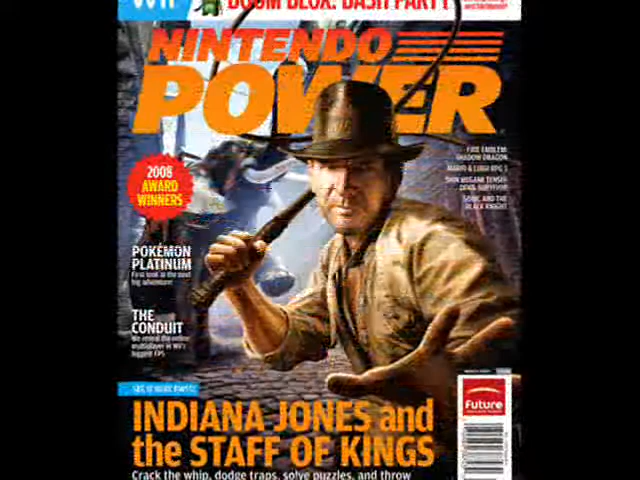 Wii
BOOM BLOX: BASH PARTY
NINTENDO
POWER
FIRE EMBLEM:
SHADOW DRAGON
MARIO & LUIGI RPG 3
SHIN MEGAMI TENSEI:
DEVIL SURVIVOR
SONIC AND THE
BLACK KNIGHT
2008
AWARD
WINNERS
POKÉMON
PLATINUM
First look at the next
big adventure!
THE
CONDUIT
We reveal the online
multiplayer in Wii's
biggest FPS
INDIANA JONES and
the STAFF OF KINGS
Crack the whip, dodge traps, solve puzzles, and throw
Future